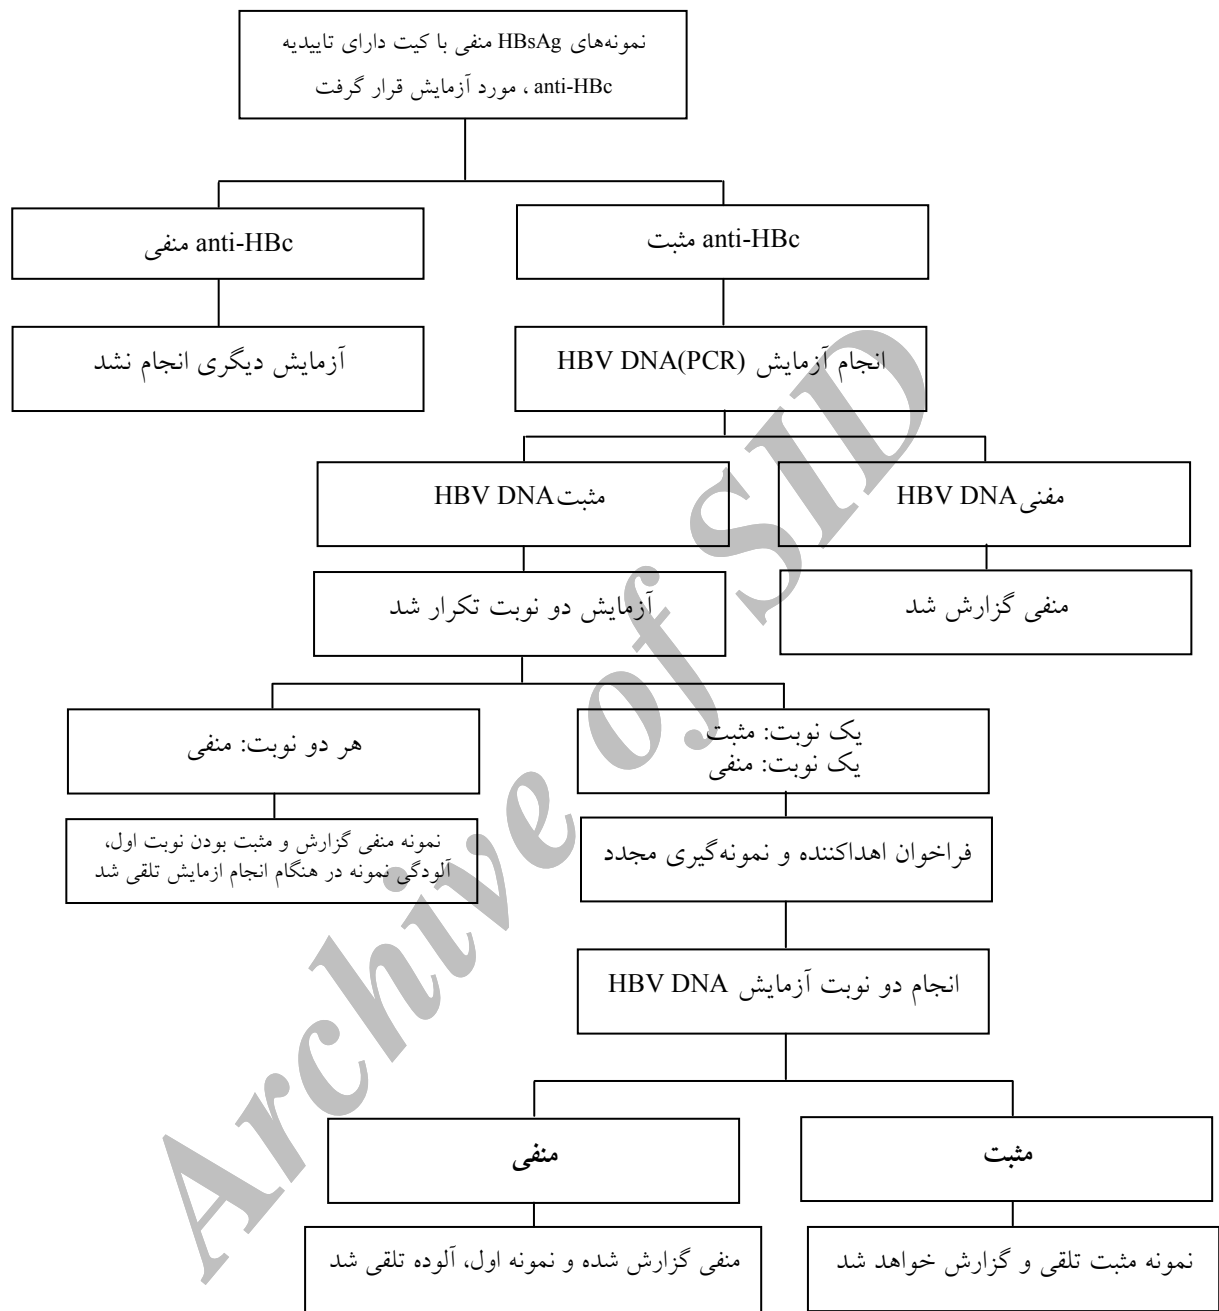 نمونه‌های HBsAg منفی با کیت دارای تاییدیه
anti-HBc ، مورد آزمایش قرار گرفت
anti-HBc مثبت
anti-HBc منفی
انجام آزمایش HBV DNA(PCR)
آزمایش دیگری انجام نشد
مفنی HBV DNA
مثبت HBV DNA
منفی گزارش شد
آزمایش دو نوبت تکرار شد
یک نوبت: مثبت
یک نوبت: منفی
هر دو نوبت: منفی
فراخوان اهداکننده و نمونه‌گیری مجدد
نمونه منفی گزارش و مثبت بودن نوبت اول،
آلودگی نمونه در هنگام انجام ازمایش تلقی شد
انجام دو نوبت آزمایش HBV DNA
مثبت
منفی
نمونه مثبت تلقی و گزارش خواهد شد
منفی گزارش شده و نمونه اول، آلوده تلقی شد
Archive of SID